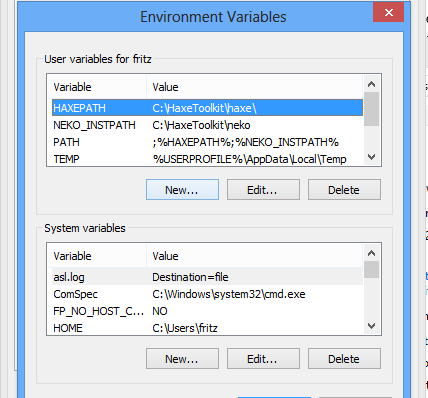 Environment Variables
User variables for fritz
Variable Value
HAXEPATH C:\HaxeToolkit\haxe\
NEKO_INSTPATH C:\HaxeToolkit\neko
PATH ;%HAXEPATH%;%NEKO_INSTPATH%
TEMP %USERPROFILE%\AppData\Local\Temp
New... Edit... Delete
System variables
Variable Value
asl.log Destination=file
ComSpec C:\Windows\system32\cmd.exe
FP_NO_HOST_C... NO
HOME C:\Users\fritz
New... Edit... Delete